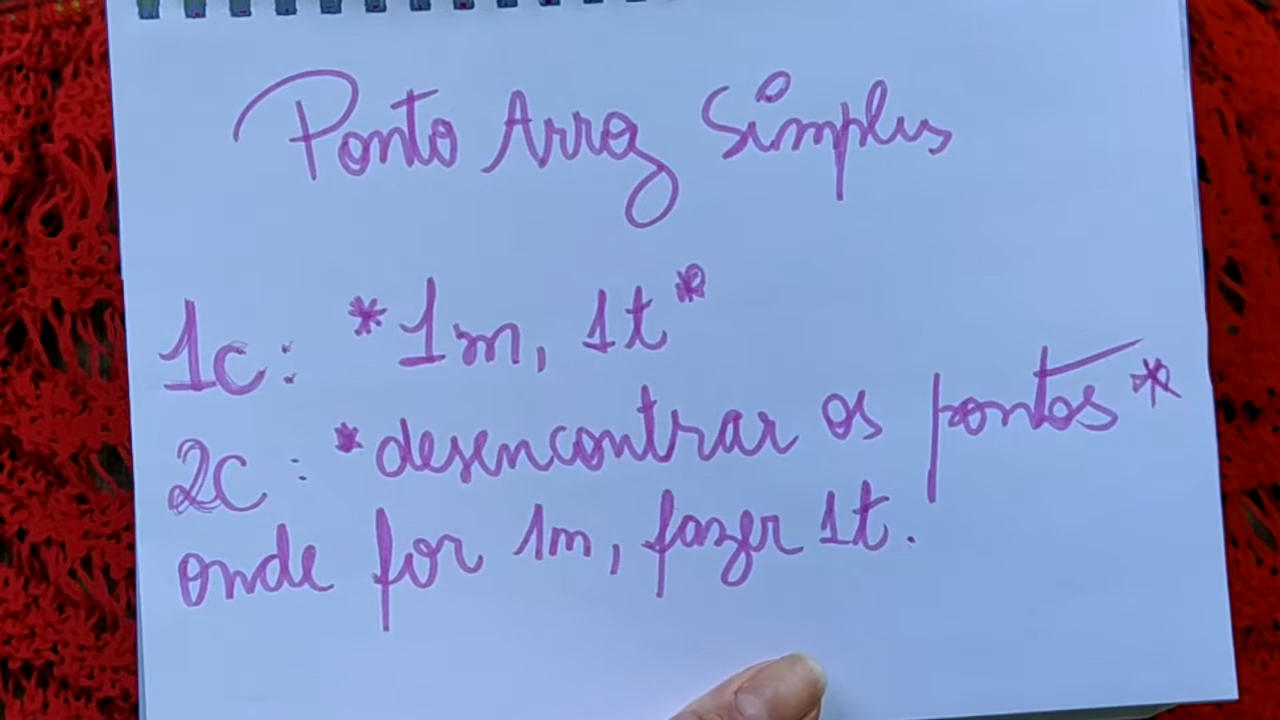 Ponto Arroz Simples
1c: *1m, 1t*
2c: *desencontrar os pontos*
onde for 1m, fazer 1t.